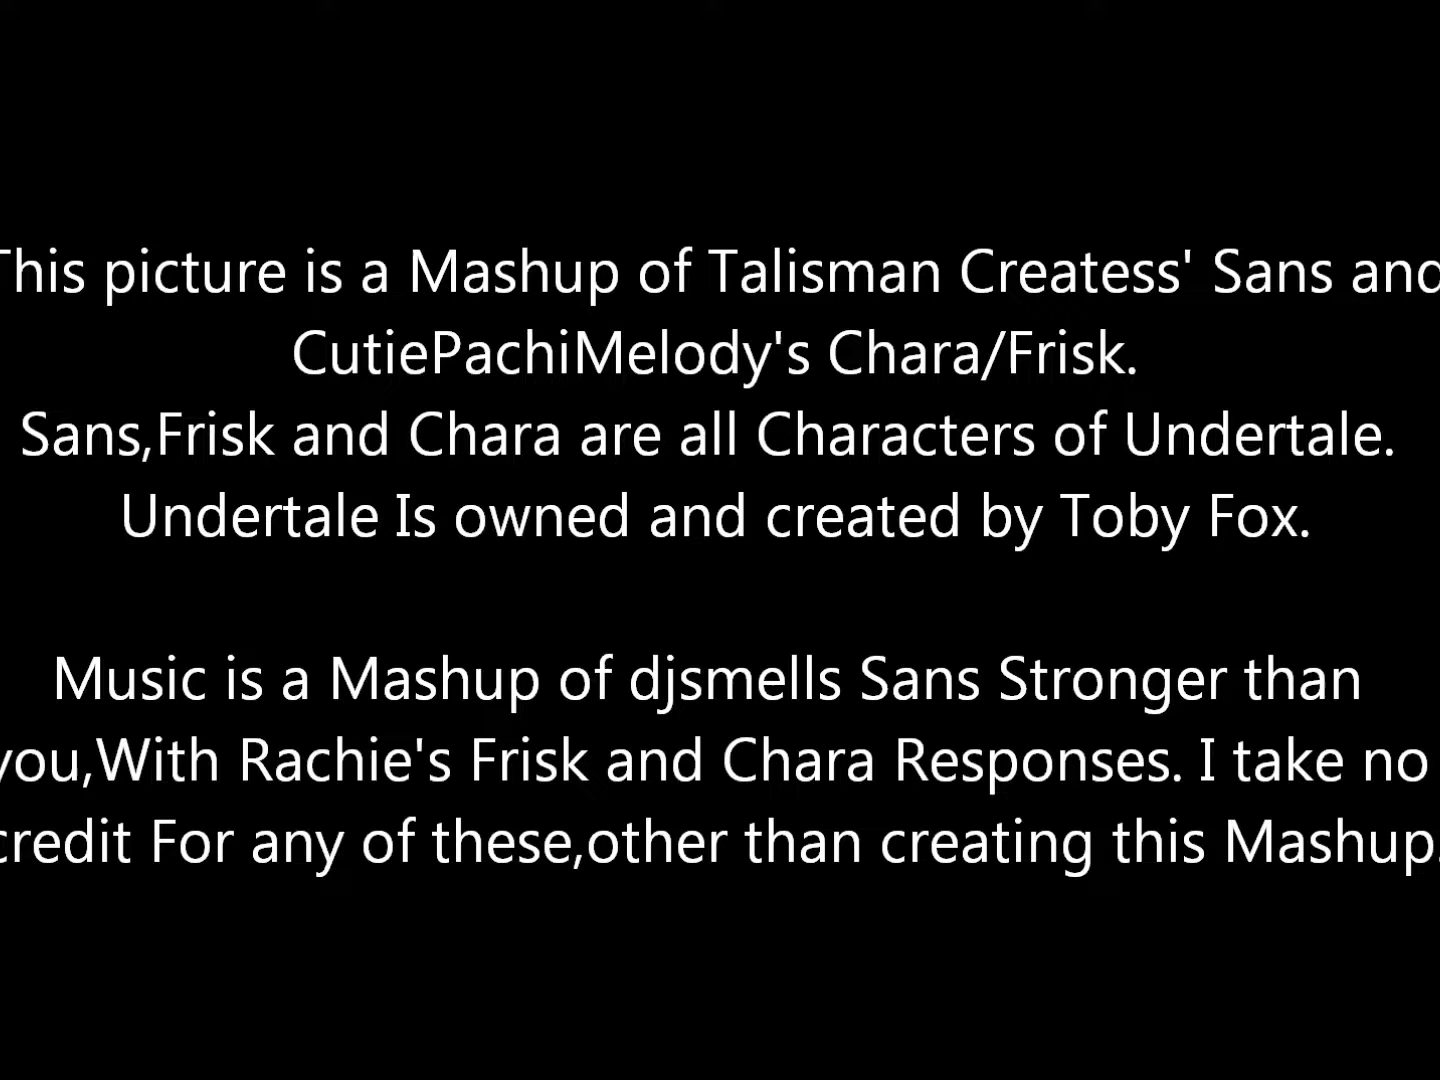 This picture is a Mashup of Talisman Createss' Sans and
CutiePachiMelody's Chara/Frisk.
Sans,Frisk and Chara are all Characters of Undertale.
Undertale Is owned and created by Toby Fox.
Music is a Mashup of djsmells Sans Stronger than
you,With Rachie's Frisk and Chara Responses. I take no
credit For any of these,other than creating this Mashup.